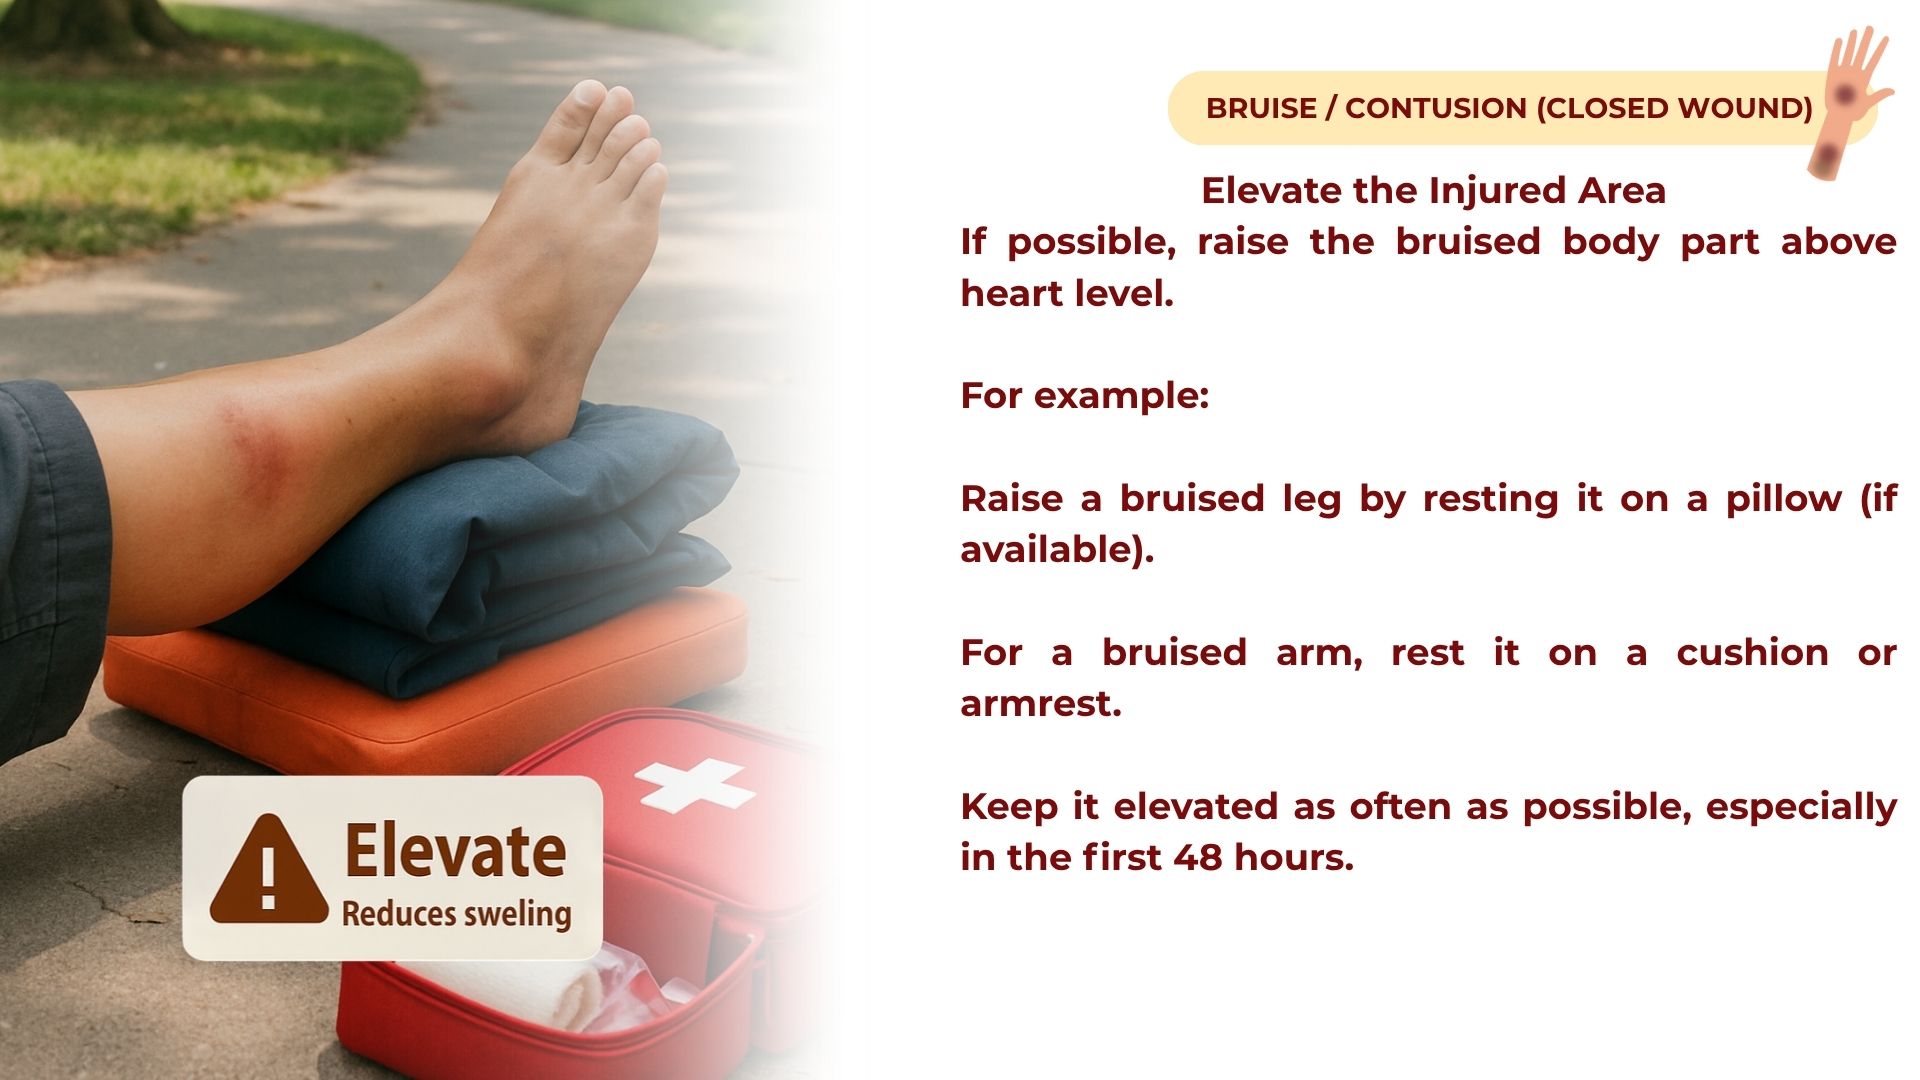 BRUISE / CONTUSION (CLOSED WOUND)
Elevate the Injured Area
If possible, raise the bruised body part above
heart level.
For example:
Raise a bruised leg by resting it on a pillow (if
available).
For a bruised arm, rest it on a cushion or
armrest.
Keep it elevated as often as possible, especially
in the first 48 hours.
Elevate
Reduces sweling